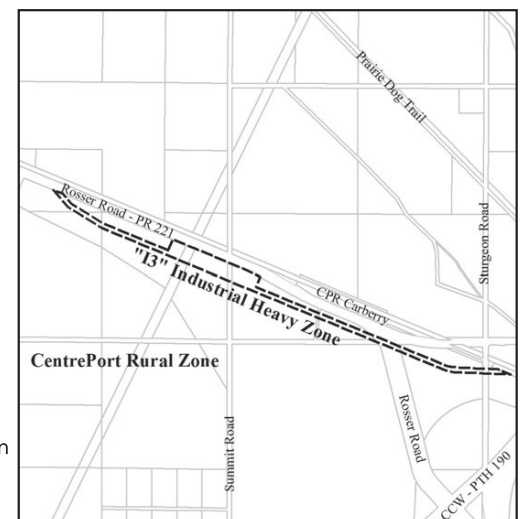 Prairie Dog Trail
Sturgeon Road
Rosser Road - PR 221
"I3" Industrial Heavy Zone
CPR Carberry
CentrePort Rural Zone
Rosser Road
Summit Road
CCW - PTH 190